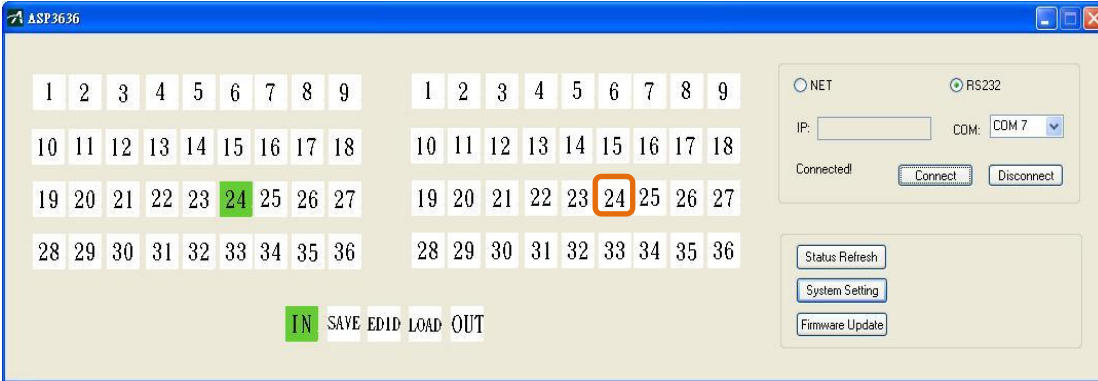 ASP3636
1 2 3 4 5 6 7 8 9
10 11 12 13 14 15 16 17 18
19 20 21 22 23 24 25 26 27
28 29 30 31 32 33 34 35 36
1 2 3 4 5 6 7 8 9
10 11 12 13 14 15 16 17 18
19 20 21 22 23 24 25 26 27
28 29 30 31 32 33 34 35 36
IN SAVE EDID LOAD OUT
NET RS232
IP: COM: COM 7
Connected! Connect Disconnect
Status Refresh
System Setting
Firmware Update